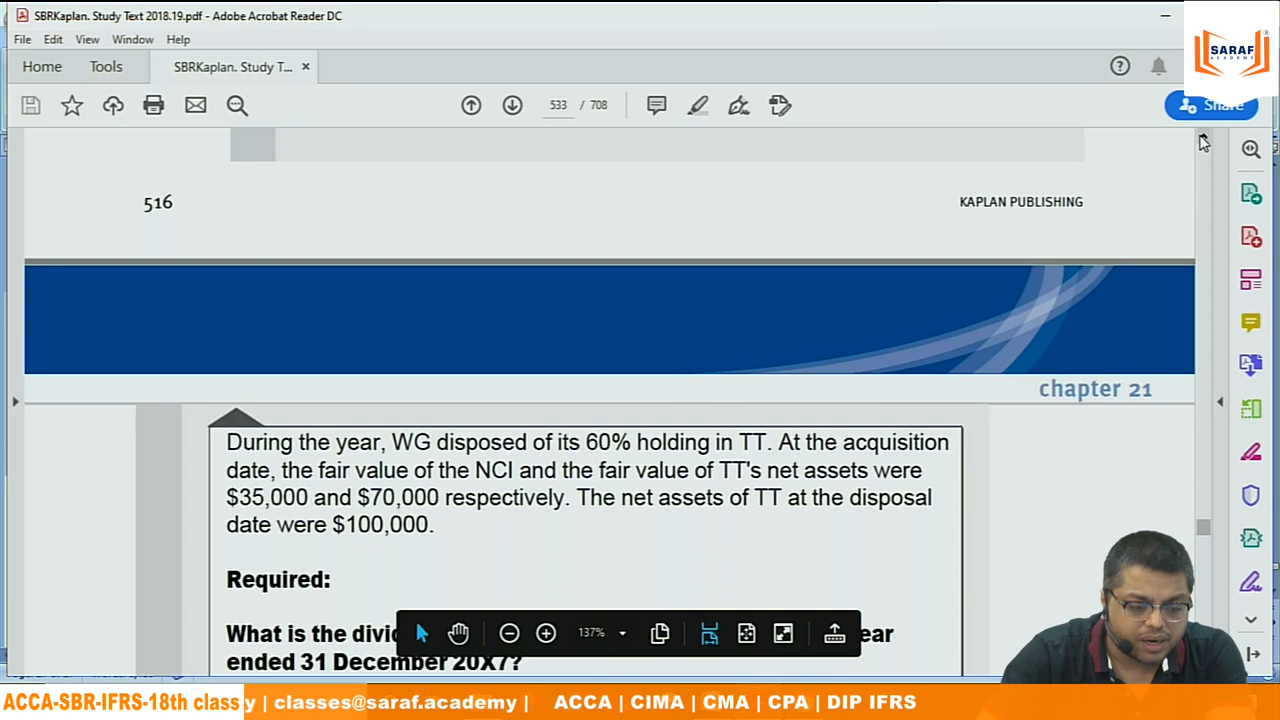 SBRKaplan. Study Text 2018.19.pdf - Adobe Acrobat Reader DC
File Edit View Window Help
Home Tools SBRKaplan. Study T... ×
533 / 708
Share
SARAF
ACADEMY
516
KAPLAN PUBLISHING
chapter 21
During the year, WG disposed of its 60% holding in TT. At the acquisition
date, the fair value of the NCI and the fair value of TT's net assets were
$35,000 and $70,000 respectively. The net assets of TT at the disposal
date were $100,000.
Required:
What is the ear
ended 31 December 20X7?
137%
ACCA-SBR-IFRS-18th class y | classes@saraf.academy | ACCA | CIMA | CMA | CPA | DIP IFRS